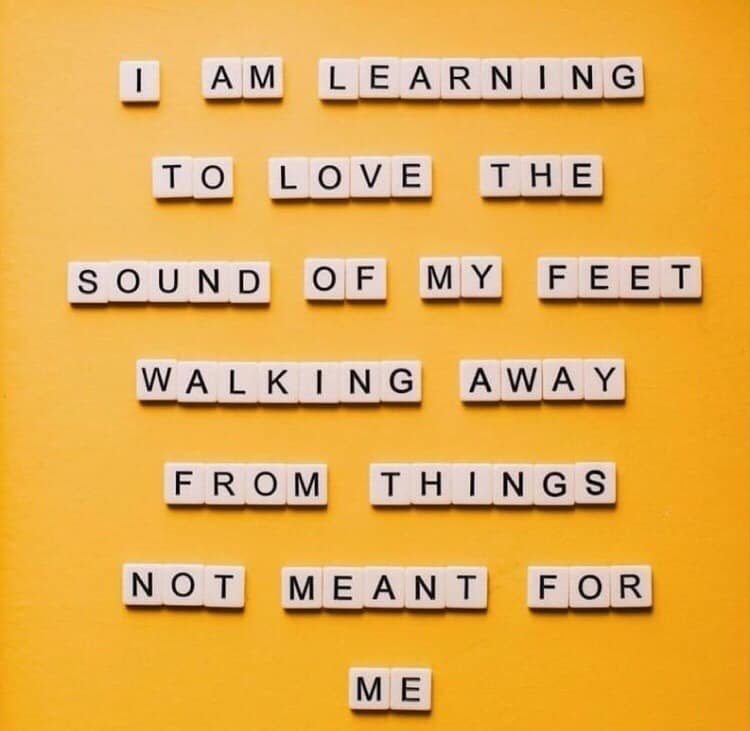 I AM LEARNING
TO LOVE THE
SOUND OF MY FEET
WALKING AWAY
FROM THINGS
NOT MEANT FOR
ME